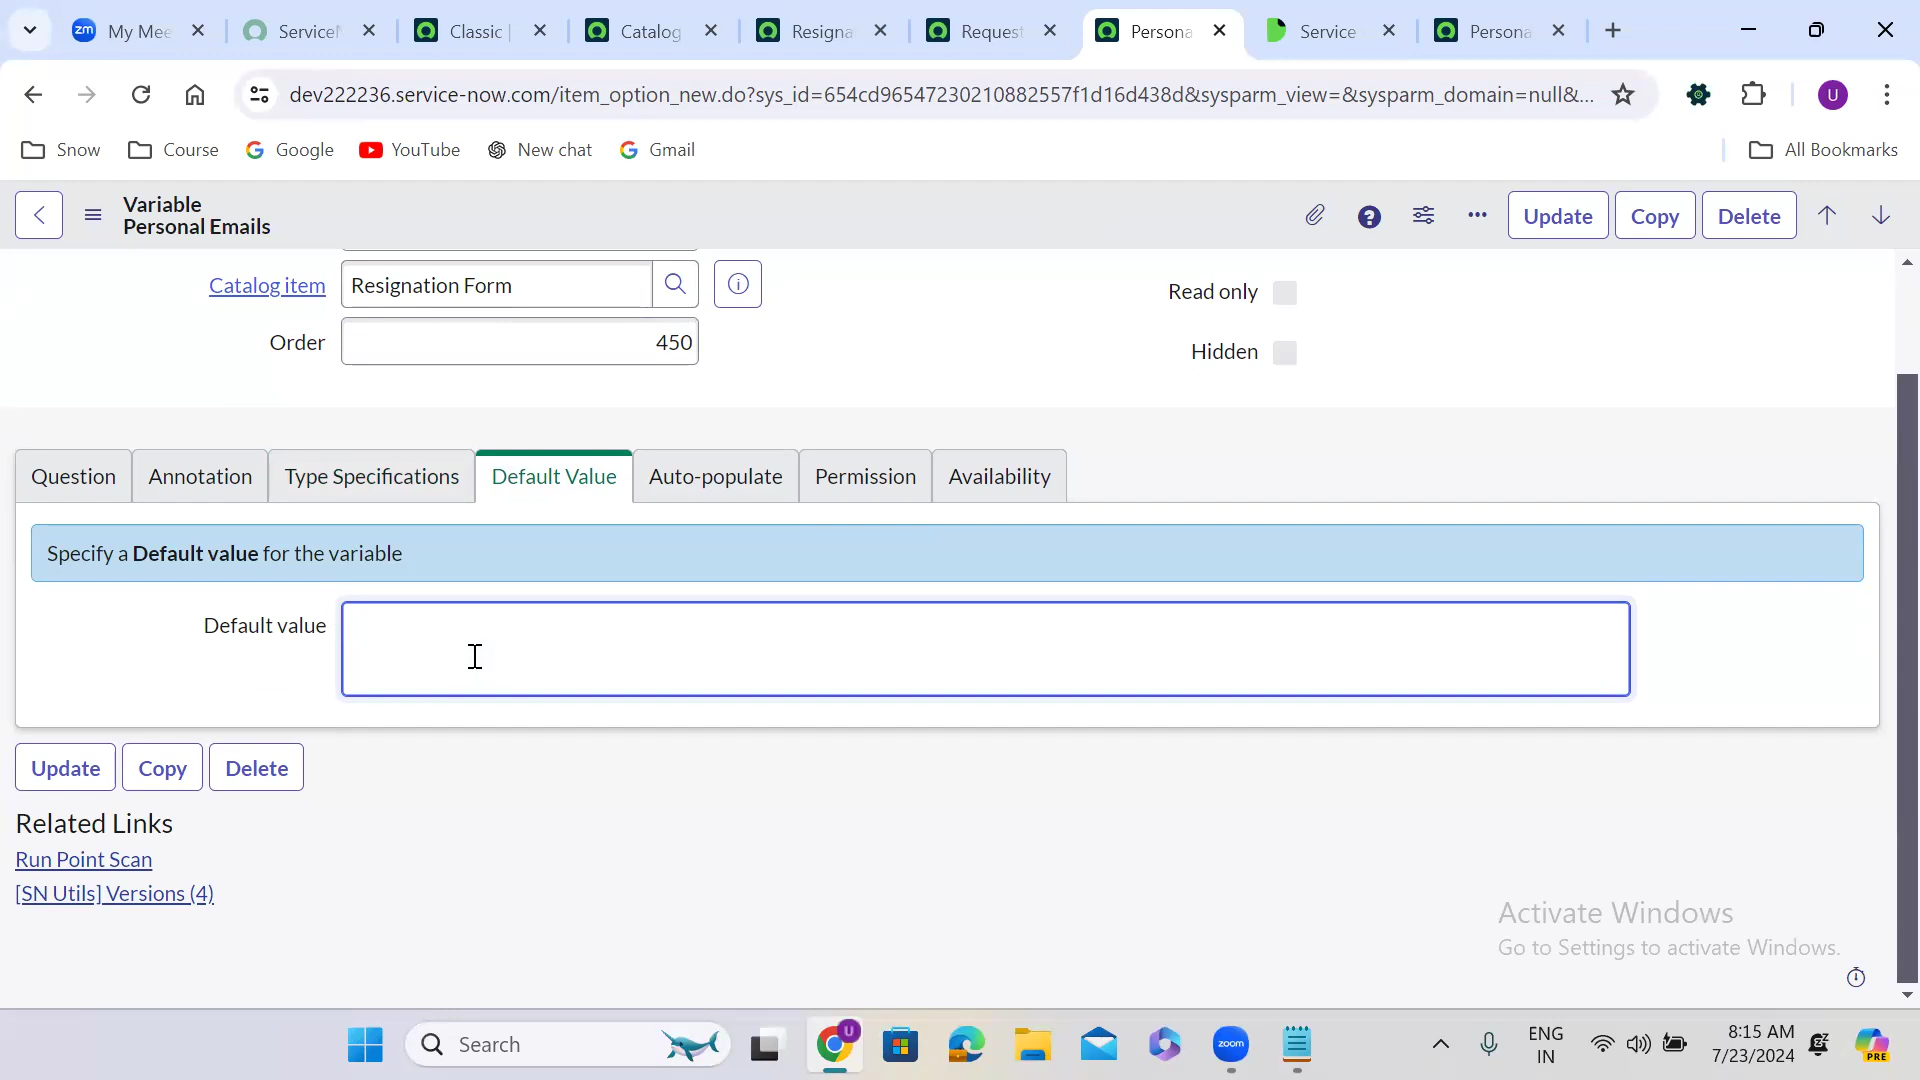 zm My Mee
ServiceN
Classic |
Catalog
Resigna
Request
Persona
Service
Persona
dev222236.service-now.com/item_option_new.do?sys_id=654cd96547230210882557f1d16d438d&sysparm_view=&sysparm_domain=null&...
U
Snow
Course
Google
YouTube
New chat
Gmail
All Bookmarks
Variable
Personal Emails
Update
Copy
Delete
Catalog item
Resignation Form
Read only
Order
450
Hidden
Question
Annotation
Type Specifications
Default Value
Auto-populate
Permission
Availability
Specify a Default value for the variable
Default value
Update
Copy
Delete
Related Links
Run Point Scan
[SN Utils] Versions (4)
Activate Windows
Go to Settings to activate Windows.
Search
U
zoom
ENG
IN
8:15 AM
7/23/2024
PRE